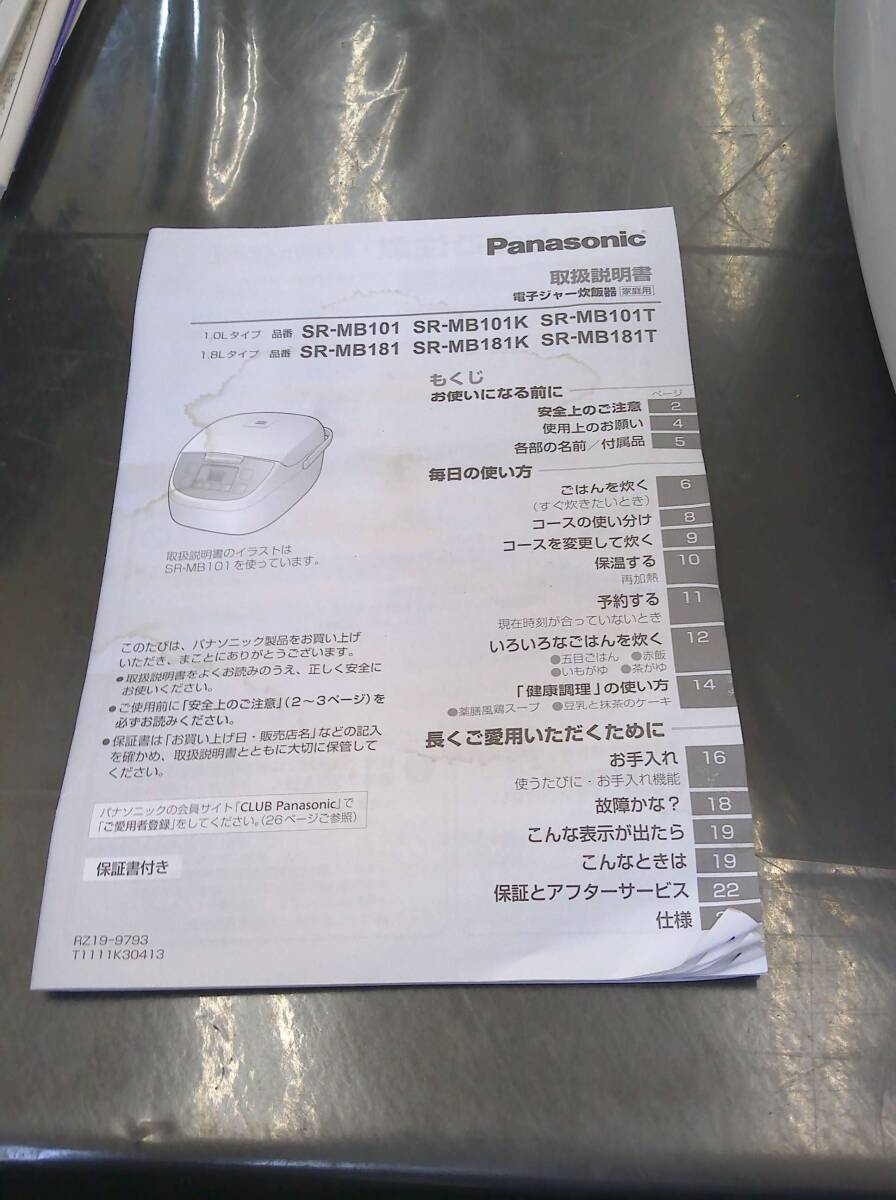 Panasonic
取扱説明書
電子ジャー炊飯器 家庭用
1.0Lタイプ 品番 SR-MB101 SR-MB101K SR-MB101T
1.8Lタイプ 品番 SR-MB181 SR-MB181K SR-MB181T
もくじ
お使いになる前に ページ
安全上のご注意 2
使用上のお願い 4
各部の名前/付属品 5
毎日の使い方
ごはんを炊く 6
(すぐ炊きたいとき)
コースの使い分け 8
コースを変更して炊く 9
保温する 10
再加熱
予約する 11
現在時刻が合っていないとき
いろいろなごはんを炊く 12
●五目ごはん ●赤飯
●いもがゆ ●茶がゆ
「健康調理」の使い方 14
●薬膳風鶏スープ ●豆乳と抹茶のケーキ
長くご愛用いただくために
お手入れ 16
使うたびに・お手入れ機能
故障かな? 18
こんな表示が出たら 19
こんなときは 19
保証とアフターサービス 22
仕様
取扱説明書のイラストは
SR-MB101を使っています。
このたびは、パナソニック製品をお買い上げ
いただき、まことにありがとうございます。
●取扱説明書をよくお読みのうえ、正しく安全に
お使いください。
●ご使用前に「安全上のご注意」(2~3ページ)を
必ずお読みください。
●保証書は「お買い上げ日・販売店名」などの記入
を確かめ、取扱説明書とともに大切に保管して
ください。
パナソニックの会員サイト「CLUB Panasonic」で
「ご愛用者登録」をしてください。(26ページご参照)
保証書付き
RZ19-9793
T1111K30413